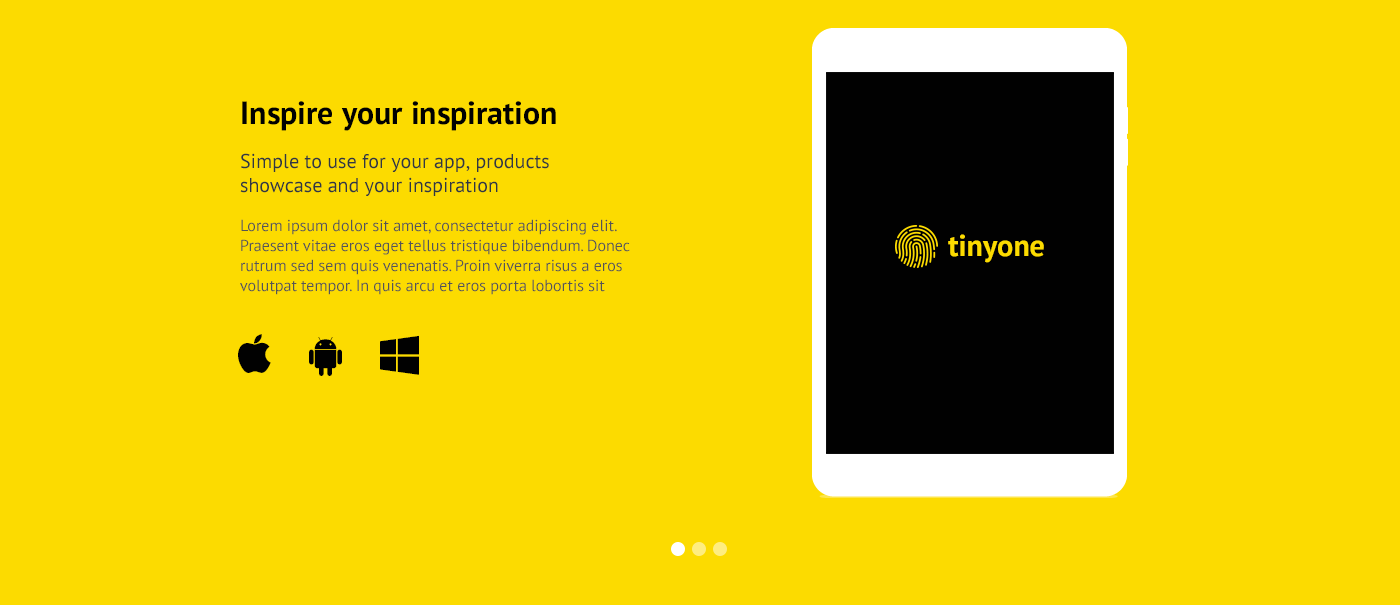 Inspire your inspiration
Simple to use for your app, products
showcase and your inspiration
Lorem ipsum dolor sit amet, consectetur adipiscing elit.
Praesent vitae eros eget tellus tristique bibendum. Donec
rutrum sed sem quis venenatis. Proin viverra risus a eros
volutpat tempor. In quis arcu et eros porta lobortis sit
tinyone